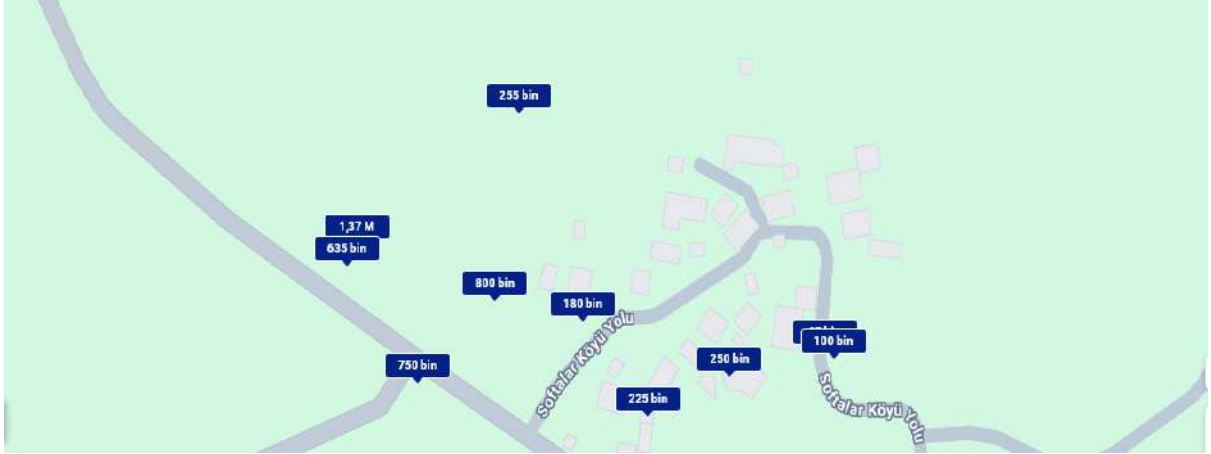 255 bin
1,37 M
635 bin
800 bin
180 bin
Softalar Köyü Yolu
100 bin
250 bin
750 bin
225 bin
Softalar Köyü Yolu